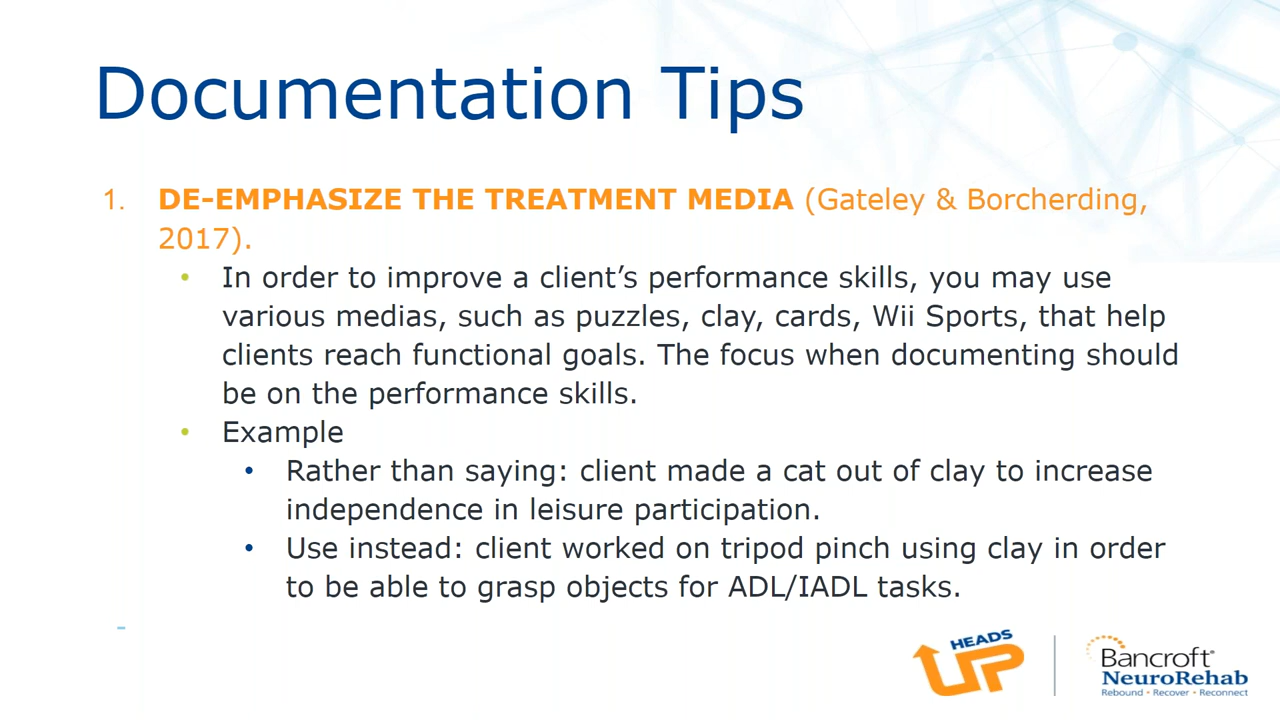 Documentation Tips
1. DE-EMPHASIZE THE TREATMENT MEDIA (Gateley & Borcherding,
2017).
• In order to improve a client’s performance skills, you may use
various medias, such as puzzles, clay, cards, Wii Sports, that help
clients reach functional goals. The focus when documenting should
be on the performance skills.
• Example
• Rather than saying: client made a cat out of clay to increase
independence in leisure participation.
• Use instead: client worked on tripod pinch using clay in order
to be able to grasp objects for ADL/IADL tasks.
-
HEADS
UP
Bancroft®
NeuroRehab
Rebound • Recover • Reconnect